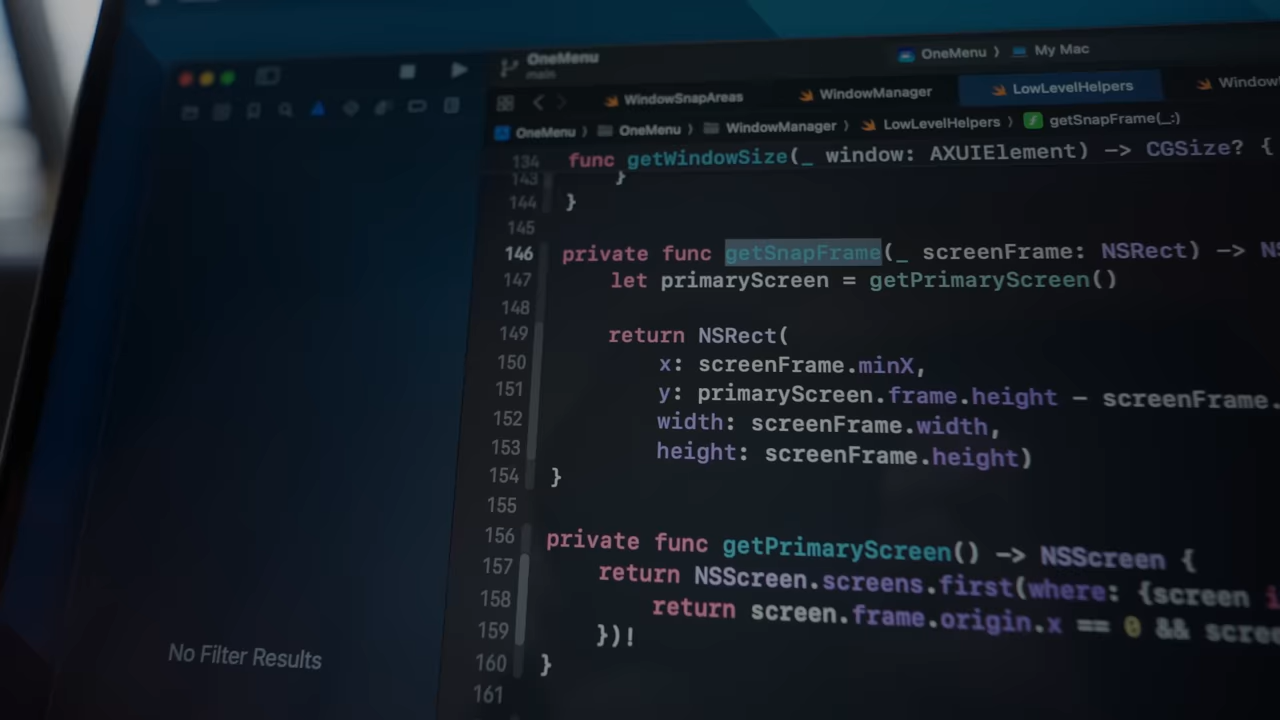 OneMenu
main
OneMenu 〉 My Mac
WindowSnapAreas
WindowManager
LowLevelHelpers
OneMenu 〉 OneMenu 〉 WindowManager 〉 LowLevelHelpers 〉 getSnapFrame(_:)
134 func getWindowSize(_ window: AXUIElement) -> CGSize? {
143 }
144 }
145
146 private func getSnapFrame(_ screenFrame: NSRect) ->
147 let primaryScreen = getPrimaryScreen()
148
149 return NSRect(
150 x: screenFrame.minX,
151 y: primaryScreen.frame.height - screenFrame.
152 width: screenFrame.width,
153 height: screenFrame.height)
154 }
155
156 private func getPrimaryScreen() -> NSScreen {
157 return NSScreen.screens.first(where: {screen
158 return screen.frame.origin.x == 0 &&
159 })!
160 }
161
No Filter Results